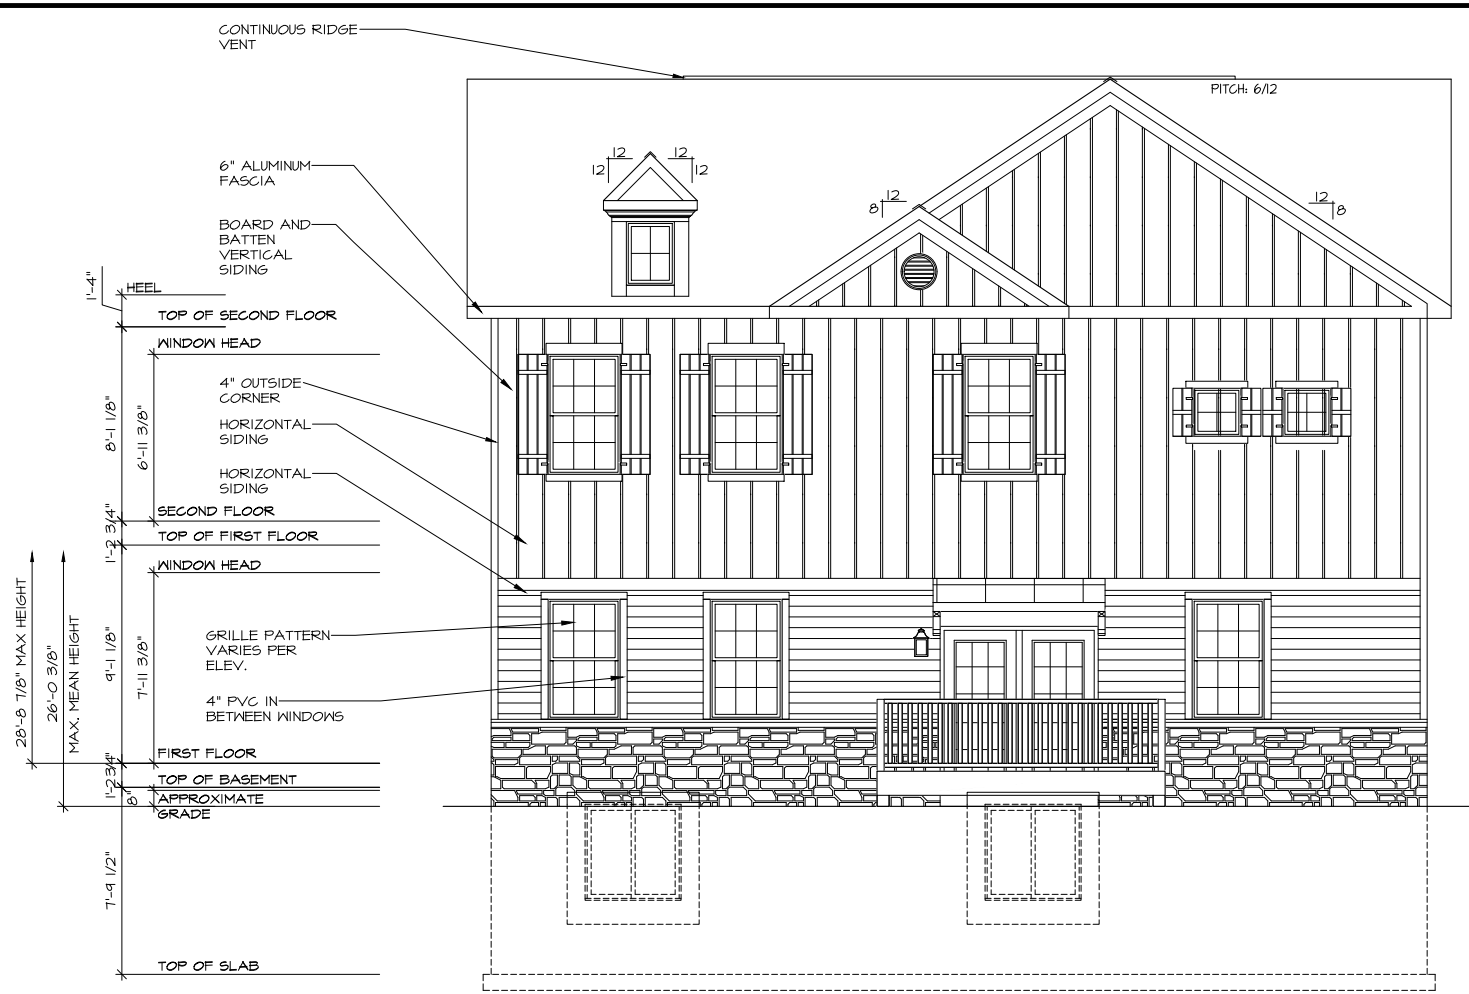 CONTINUOUS RIDGE
VENT
PITCH: 6/12
12
12
12
12
6" ALUMINUM
FASCIA
12
8
12
8
BOARD AND
BATTEN
VERTICAL
SIDING
1'-4"
HEEL
TOP OF SECOND FLOOR
WINDOW HEAD
4" OUTSIDE
CORNER
8'-1 1/8"
6'-11 3/8"
HORIZONTAL
SIDING
HORIZONTAL
SIDING
SECOND FLOOR
1'-2 3/4"
TOP OF FIRST FLOOR
WINDOW HEAD
28'-8 7/8" MAX HEIGHT
26'-0 3/8"
MAX. MEAN HEIGHT
9'-1 1/8"
7'-11 3/8"
GRILLE PATTERN
VARIES PER
ELEV.
4" PVC IN
BETWEEN WINDOWS
FIRST FLOOR
1'-2 3/4"
TOP OF BASEMENT
8"
APPROXIMATE
GRADE
7'-9 1/2"
TOP OF SLAB